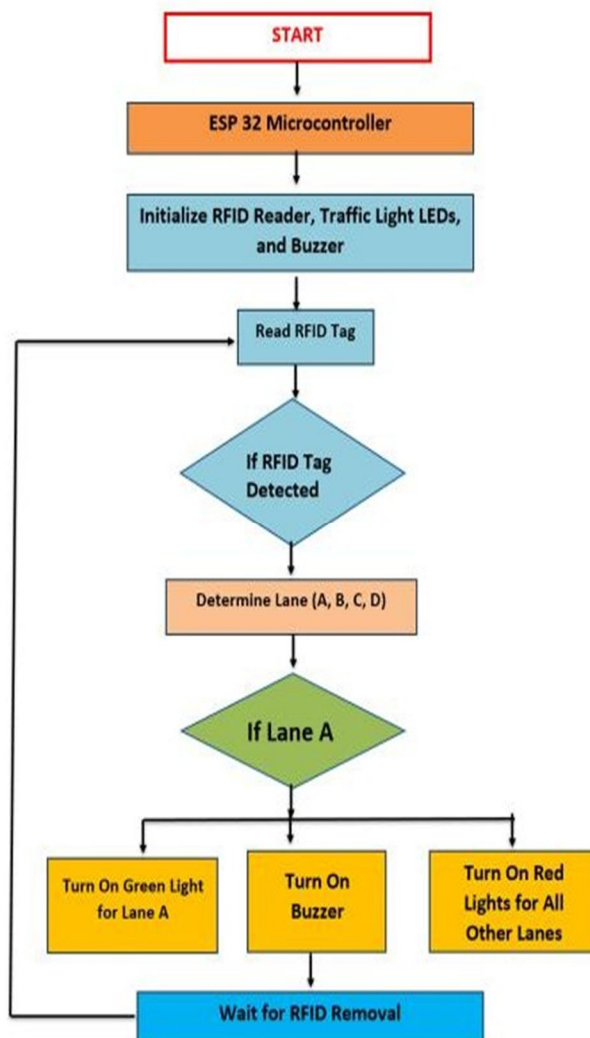 START
ESP 32 Microcontroller
Initialize RFID Reader, Traffic Light LEDs,
and Buzzer
Read RFID Tag
If RFID Tag
Detected
Determine Lane (A, B, C, D)
If Lane A
Turn On Green Light
for Lane A
Turn On
Buzzer
Turn On Red
Lights for All
Other Lanes
Wait for RFID Removal